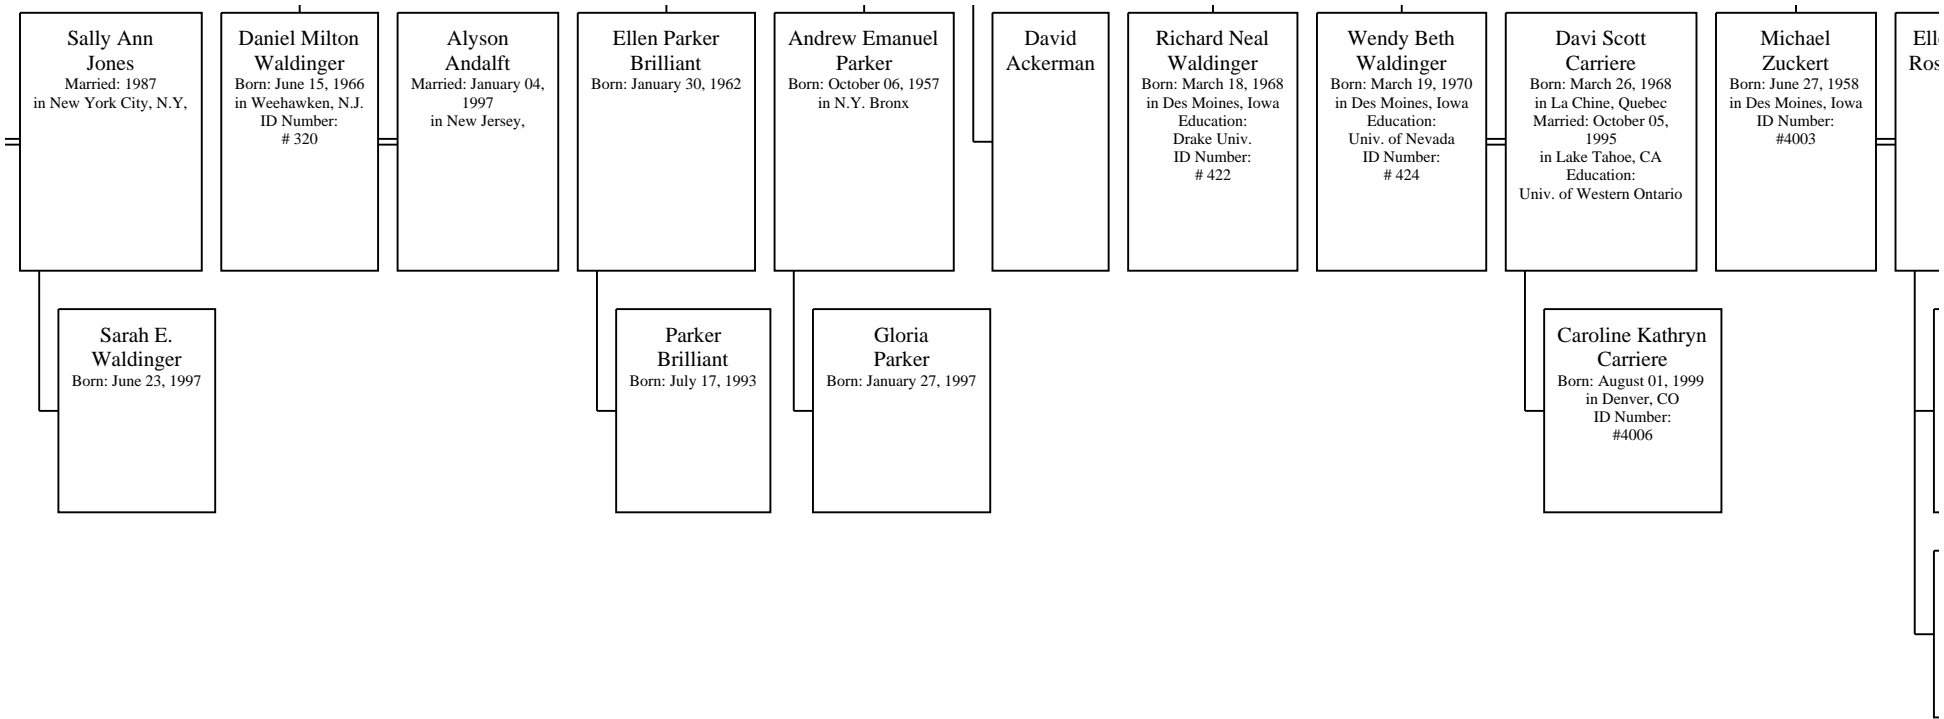 Sally Ann
Jones
Married: 1987
in New York City, N.Y,
Daniel Milton
Waldinger
Born: June 15, 1966
in Weehawken, N.J.
ID Number:
# 320
Alyson
Andalft
Married: January 04,
1997
in New Jersey,
Ellen Parker
Brilliant
Born: January 30, 1962
Andrew Emanuel
Parker
Born: October 06, 1957
in N.Y. Bronx
David
Ackerman
Richard Neal
Waldinger
Born: March 18, 1968
in Des Moines, Iowa
Education:
Drake Univ.
ID Number:
# 422
Wendy Beth
Waldinger
Born: March 19, 1970
in Des Moines, Iowa
Education:
Univ. of Nevada
ID Number:
# 424
Davi Scott
Carriere
Born: March 26, 1968
in La Chine, Quebec
Married: October 05,
1995
in Lake Tahoe, CA
Education:
Univ. of Western Ontario
Michael
Zuckert
Born: June 27, 1958
in Des Moines, Iowa
ID Number:
#4003
Sarah E.
Waldinger
Born: June 23, 1997
Parker
Brilliant
Born: July 17, 1993
Gloria
Parker
Born: January 27, 1997
Caroline Kathryn
Carriere
Born: August 01, 1999
in Denver, CO
ID Number:
#4006